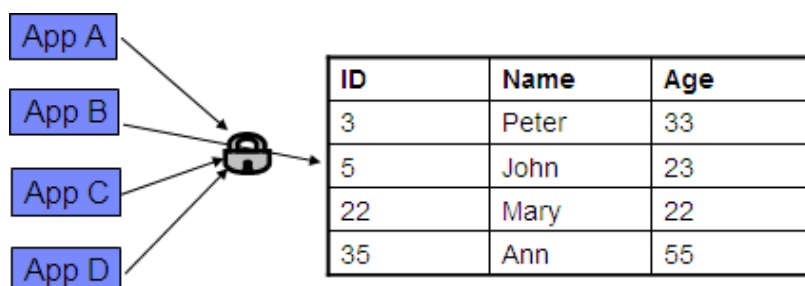 App A
App B
App C
App D
ID Name Age
3 Peter 33
5 John 23
22 Mary 22
35 Ann 55